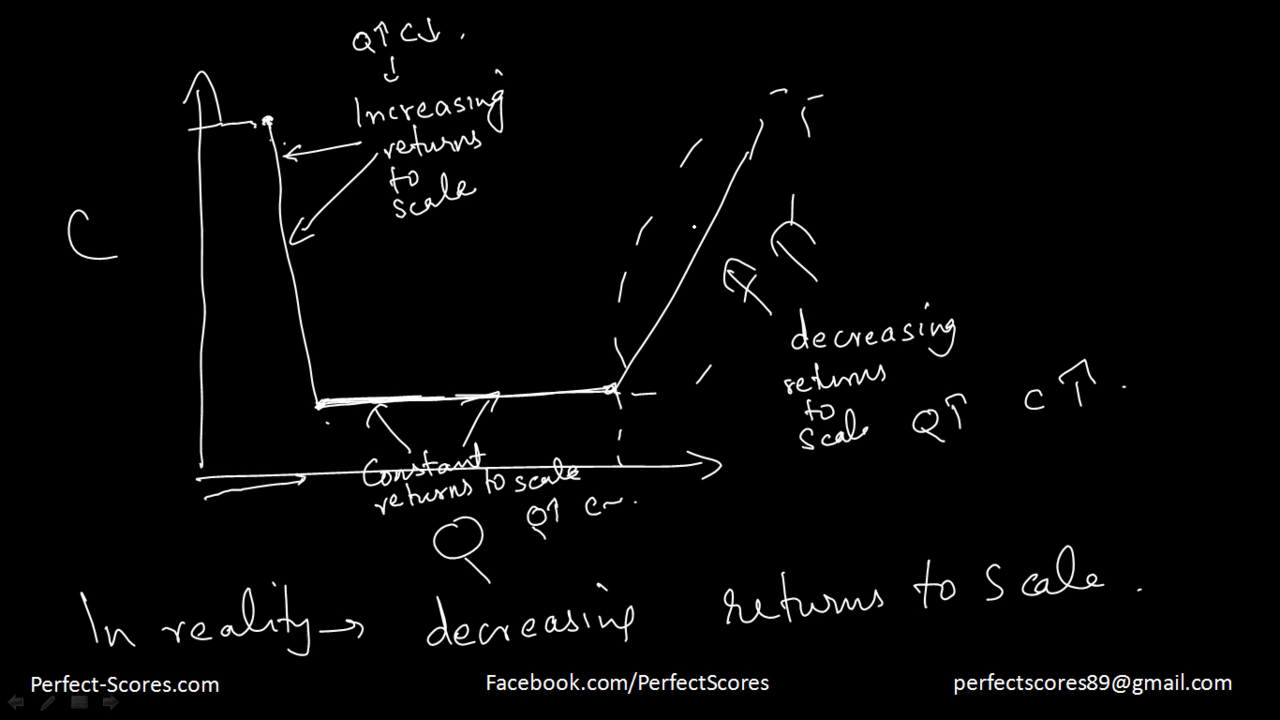 Q↑ C↓ .
↓
Increasing
returns
to
scale
C
decreasing
returns
to
scale Q↑ C↑ .
Constant
returns to scale
Q↑ C~ .
Q
In reality → decreasing returns to scale .
Perfect-Scores.com
Facebook.com/PerfectScores
perfectscores89@gmail.com